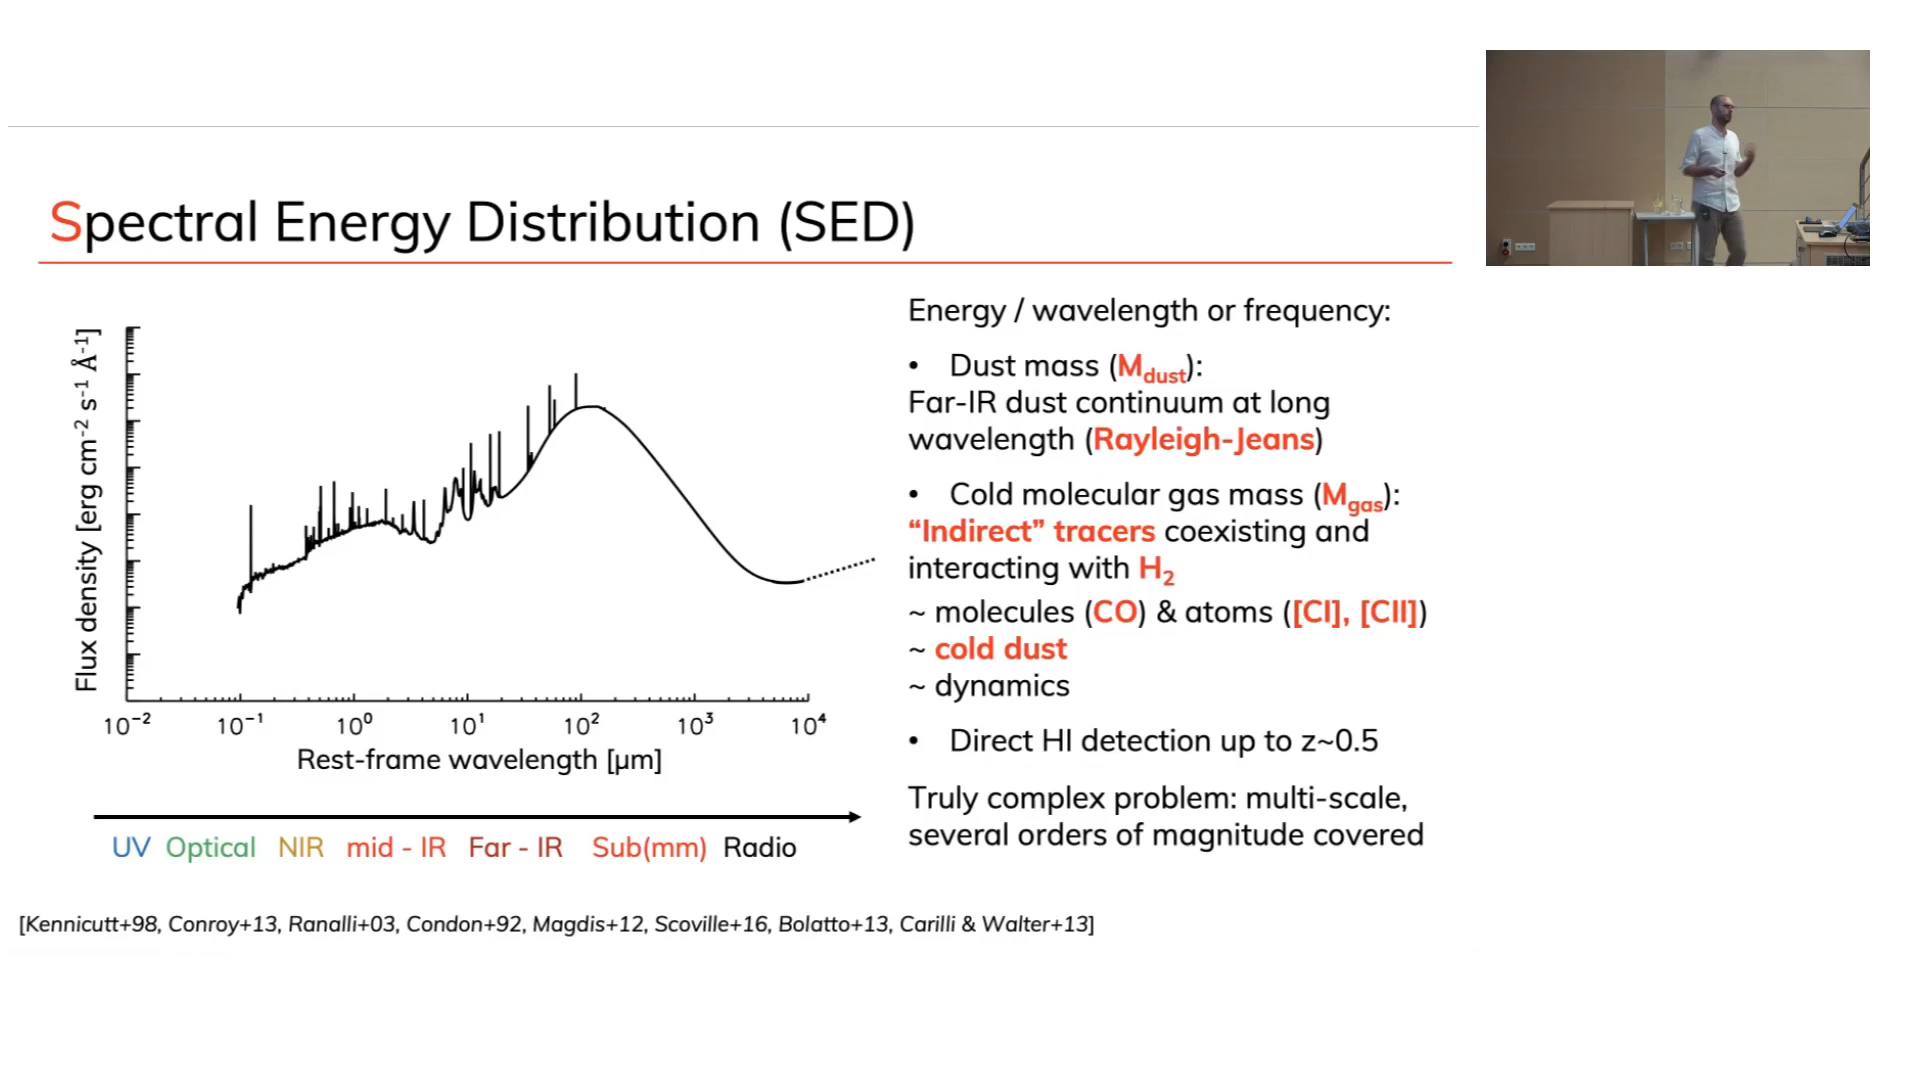 Spectral Energy Distribution (SED)
Flux density [erg cm⁻² s⁻¹ Å⁻¹]
10⁻² 10⁻¹ 10⁰ 10¹ 10² 10³ 10⁴
Rest-frame wavelength [μm]
UV Optical NIR mid - IR Far - IR Sub(mm) Radio
Energy / wavelength or frequency:
• Dust mass (M_dust):
Far-IR dust continuum at long
wavelength (Rayleigh-Jeans)
• Cold molecular gas mass (M_gas):
“Indirect” tracers coexisting and
interacting with H₂
~ molecules (CO) & atoms ([CI], [CII])
~ cold dust
~ dynamics
• Direct HI detection up to z~0.5
Truly complex problem: multi-scale,
several orders of magnitude covered
[Kennicutt+98, Conroy+13, Ranalli+03, Condon+92, Magdis+12, Scoville+16, Bolatto+13, Carilli & Walter+13]